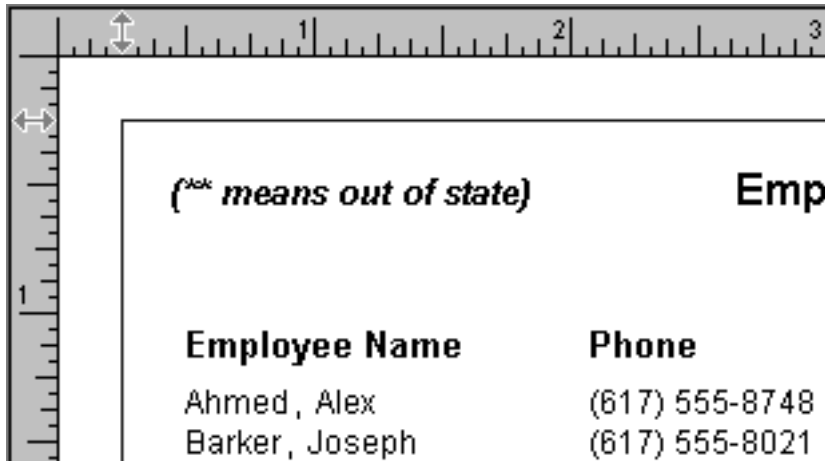 1 2 3
(** means out of state) Emp
1
Employee Name Phone
Ahmed, Alex (617) 555-8748
Barker, Joseph (617) 555-8021